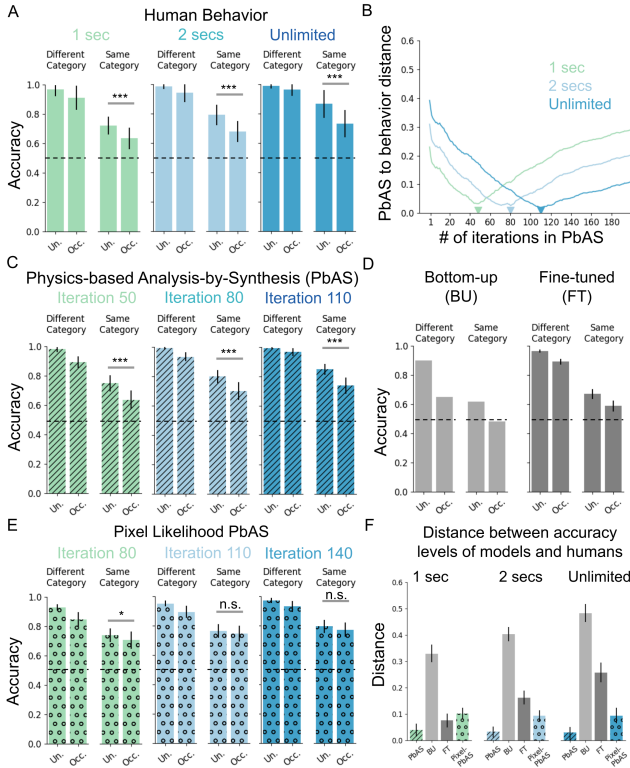 A
Human Behavior
1 sec
2 secs
Unlimited
Different Category
Same Category
Different Category
Same Category
Different Category
Same Category
***
***
***
Accuracy
1.0
0.8
0.6
0.4
0.2
0.0
Un. Occ. Un. Occ.
Un. Occ. Un. Occ.
Un. Occ. Un. Occ.
B
PbAS to behavior distance
0.6
0.5
0.4
0.3
0.2
0.1
0.0
1 sec
2 secs
Unlimited
1 20 40 60 80 100 120 140 160 180
# of iterations in PbAS
C
Physics-based Analysis-by-Synthesis (PbAS)
Iteration 50
Iteration 80
Iteration 110
Different Category
Same Category
Different Category
Same Category
Different Category
Same Category
***
***
***
Accuracy
1.0
0.8
0.6
0.4
0.2
0.0
Un. Occ. Un. Occ.
Un. Occ. Un. Occ.
Un. Occ. Un. Occ.
D
Bottom-up
(BU)
Fine-tuned
(FT)
Different Category
Same Category
Different Category
Same Category
Accuracy
1.0
0.8
0.6
0.4
0.2
0.0
Un. Occ. Un. Occ.
Un. Occ. Un. Occ.
E
Pixel Likelihood PbAS
Iteration 80
Iteration 110
Iteration 140
Different Category
Same Category
Different Category
Same Category
Different Category
Same Category
*
n.s.
n.s.
Accuracy
1.0
0.8
0.6
0.4
0.2
0.0
Un. Occ. Un. Occ.
Un. Occ. Un. Occ.
Un. Occ. Un. Occ.
F
Distance between accuracy
levels of models and humans
1 sec
2 secs
Unlimited
Distance
0.6
0.5
0.4
0.3
0.2
0.1
0.0
PbAS BU FT Pixel-PbAS
PbAS BU FT Pixel-PbAS
PbAS BU FT Pixel-PbAS